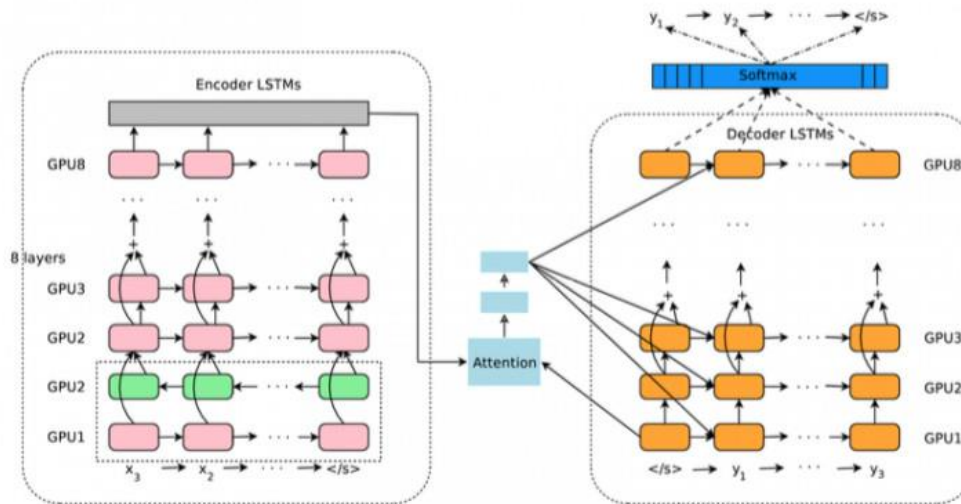 y1 y2 ... </s>
Softmax
Encoder LSTMs
Decoder LSTMs
GPU8
GPU8
8 layers
GPU3
GPU3
GPU2
GPU2
Attention
GPU2
GPU1
GPU1
x3 x2 ... </s>
</s> y1 ... y3